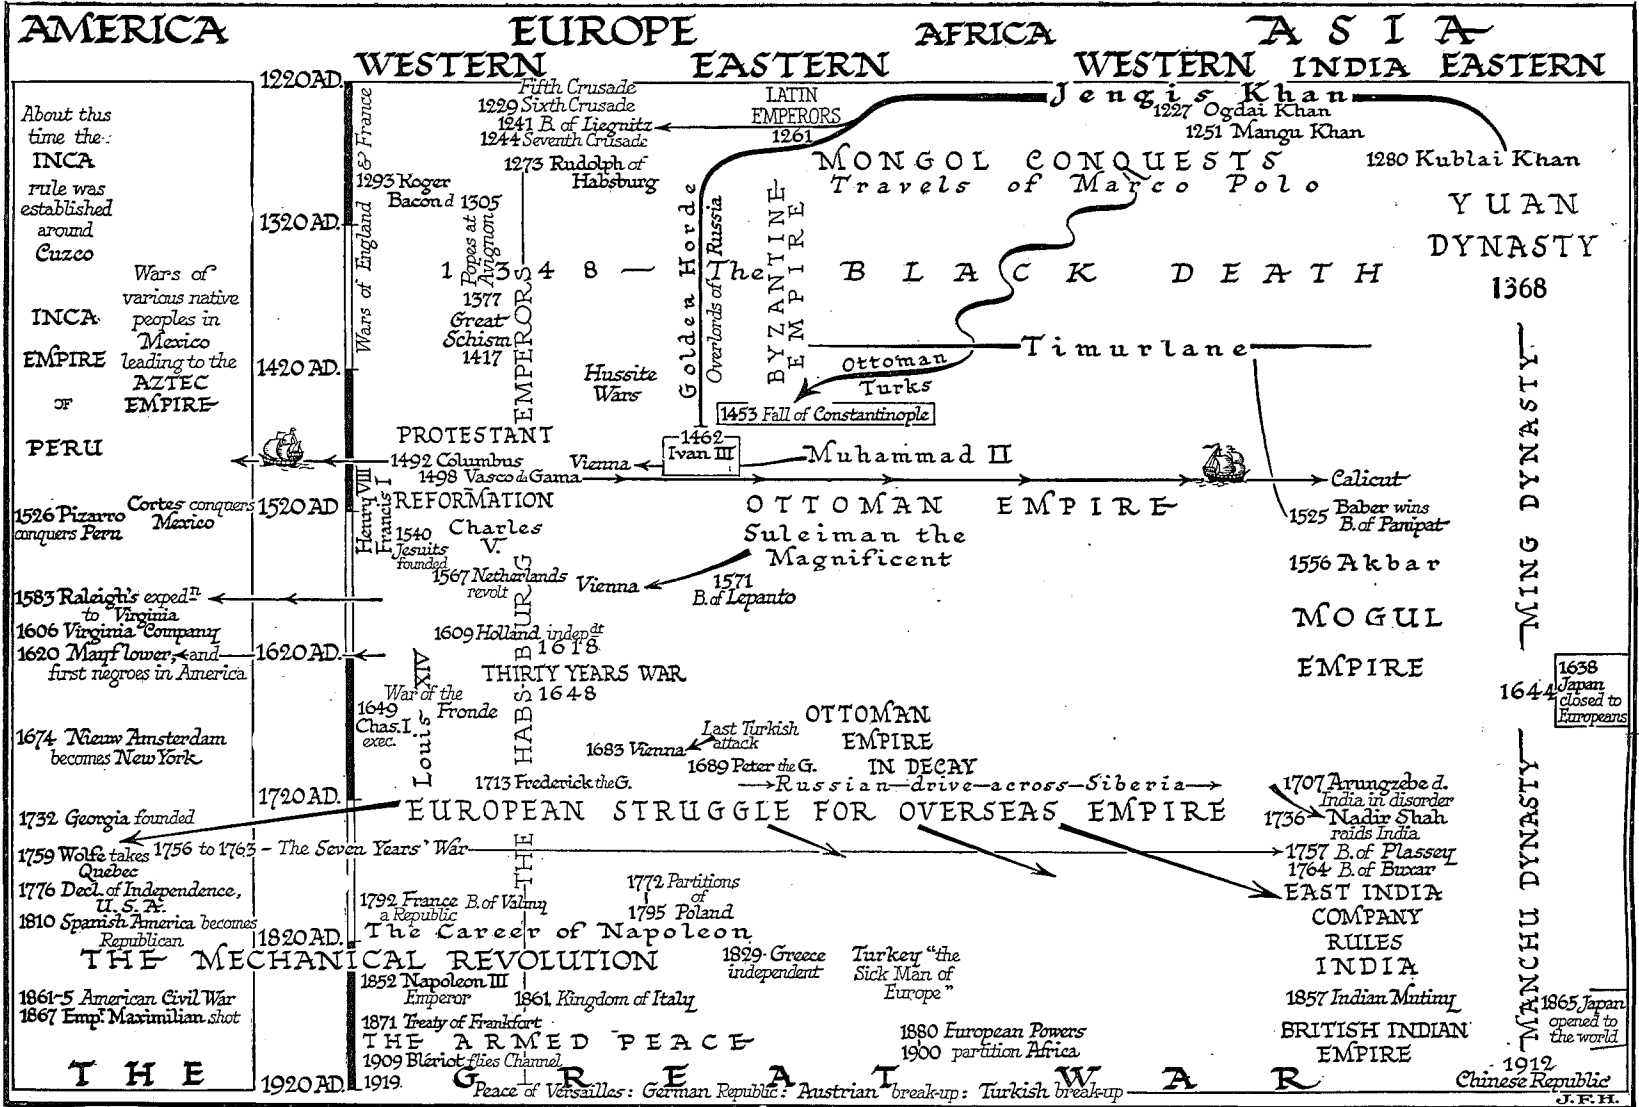 AMERICA
EUROPE
AFRICA
ASIA
WESTERN
EASTERN
WESTERN
INDIA
EASTERN
1220 AD.
1320 AD.
1420 AD.
1520 AD
1620 AD.
1720 AD.
1820 AD.
1920 AD.
About this
time the:
INCA
rule was
established
around
Cuzco
INCA
EMPIRE
OF
PERU
Wars of
various native
peoples in
Mexico
leading to the
AZTEC
EMPIRE
1526 Pizarro
conquers Peru
Cortes conquers
Mexico
1583 Raleigh's expedn
to Virginia
1606 Virginia Company
1620 Mayflower, and
first negroes in America
1674 Nieuw Amsterdam
becomes New York
1732 Georgia founded
1759 Wolfe takes
Quebec
1776 Decl. of Independence,
U.S.A.
1810 Spanish America becomes
Republican
1861-5 American Civil War
1867 Empr. Maximilian shot
Wars of England & France
Fifth Crusade
1229 Sixth Crusade
1241 B. of Liegnitz
1244 Seventh Crusade
1273 Rudolph of
Habsburg
1293 Roger
Bacon d
1305
Popes at
Avignon
1377
Great
Schism
1417
Hussite
Wars
THE HABSBURG EMPERORS
LATIN
EMPERORS
1261
Jengis Khan
1227 Ogdai Khan
1251 Mangu Khan
MONGOL CONQUESTS
Travels of Marco Polo
1280 Kublai Khan
YUAN
DYNASTY
1368
Golden Horde
Overlords of Russia
BYZANTINE
EMPIRE
1348 — The BLACK DEATH
Timurlane
Ottoman
Turks
1453 Fall of Constantinople
1462
Ivan III
Muhammad II
Vienna
PROTESTANT
1492 Columbus
1498 Vasco da Gama
Calicut
REFORMATION
Henry VIII
Francis I
1540
Jesuits
founded
Charles
V.
OTTOMAN EMPIRE
Suleiman the
Magnificent
1525 Baber wins
B. of Panipat
1556 Akbar
MOGUL
EMPIRE
MING DYNASTY
1567 Netherlands
revolt
Vienna
1571
B. of Lepanto
1609 Holland indepdt
1618
THIRTY YEARS WAR
1648
Louis XIV
War of the
Fronde
1649
Chas. I.
exec.
1644
1638
Japan
closed to
Europeans
Last Turkish
attack
1683 Vienna
OTTOMAN
EMPIRE
IN DECAY
1689 Peter the G.
1713 Frederick the G.
Russian drive across Siberia
1707 Arungzebe d.
India in disorder
1736 Nadir Shah
raids India
EUROPEAN STRUGGLE FOR OVERSEAS EMPIRE
1756 to 1763 - The Seven Years' War
1757 B. of Plassey
1764 B. of Buxar
EAST INDIA
COMPANY
RULES
INDIA
MANCHU DYNASTY
1772 Partitions
of
1795 Poland
1792 France
a Republic
B. of Valmy
The Career of Napoleon
THE MECHANICAL REVOLUTION
1829 Greece
independent
Turkey "the
Sick Man of
Europe"
1852 Napoleon III
Emperor
1861 Kingdom of Italy
1857 Indian Mutiny
1865 Japan
opened to
the world
1871 Treaty of Frankfort
THE ARMED PEACE
1880 European Powers
1900 partition Africa
BRITISH INDIAN
EMPIRE
1909 Blériot flies Channel
1912
Chinese Republic
THE GREAT WAR
1919.
Peace of Versailles: German Republic: Austrian break-up: Turkish break-up
J.F.H.